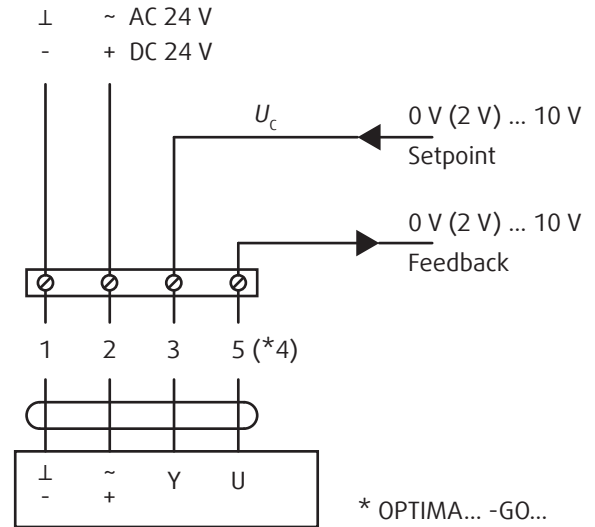 ⊥ ~ AC 24 V
- + DC 24 V
U_C 0 V (2 V) ... 10 V
Setpoint
0 V (2 V) ... 10 V
Feedback
1 2 3 5 (*4)
⊥ ~ Y U
- +
* OPTIMA... -GO...